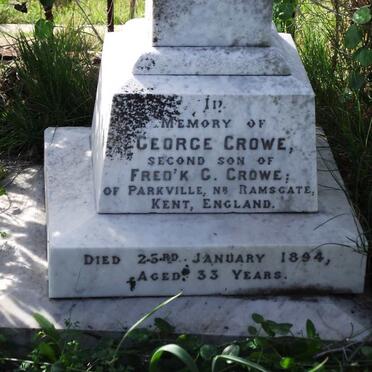 In
Memory of
George Crowe,
second son of
Fred'k C. Crowe;
of Parkville, Nr Ramsgate,
Kent, England.
Died 23rd January 1894,
Aged 33 Years.